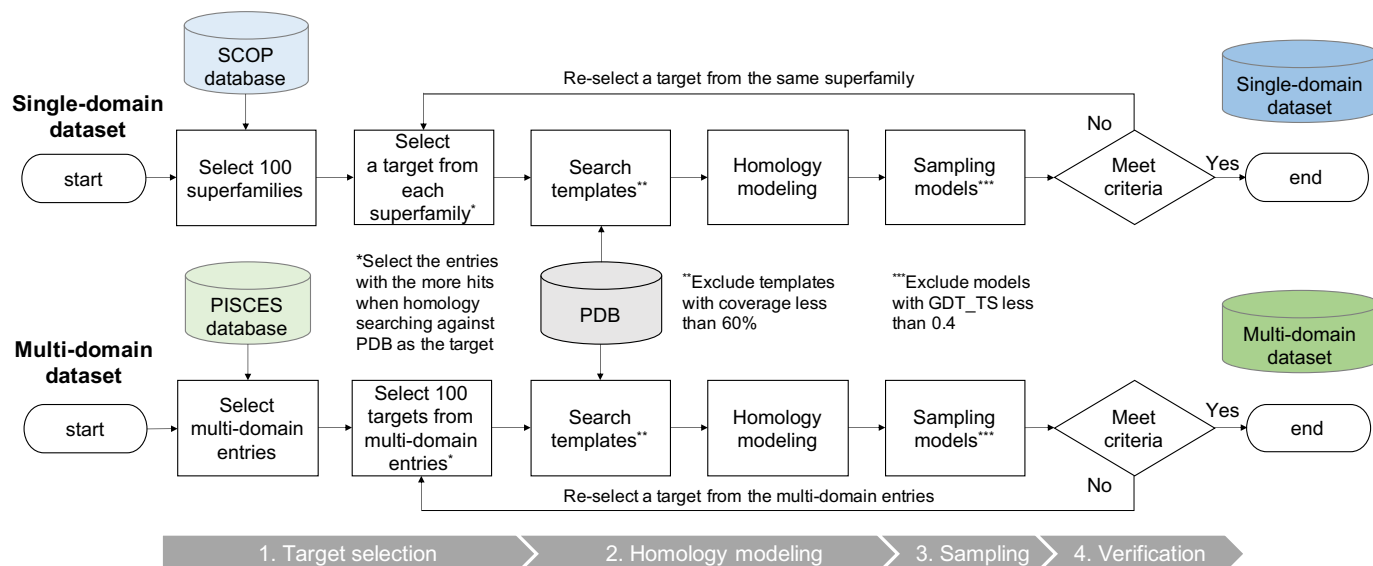 SCOP
database
Re-select a target from the same superfamily
Single-domain
dataset
Single-domain
dataset
start
Select 100
superfamilies
Select
a target from
each
superfamily*
Search
templates**
Homology
modeling
Sampling
models***
No
Meet
criteria
Yes
end
*Select the entries
with the more hits
when homology
searching against
PDB as the target
PDB
**Exclude templates
with coverage less
than 60%
***Exclude models
with GDT_TS less
than 0.4
PISCES
database
Multi-domain
dataset
Multi-domain
dataset
start
Select
multi-domain
entries
Select 100
targets from
multi-domain
entries*
Search
templates**
Homology
modeling
Sampling
models***
Meet
criteria
Yes
end
No
Re-select a target from the multi-domain entries
1. Target selection
2. Homology modeling
3. Sampling
4. Verification